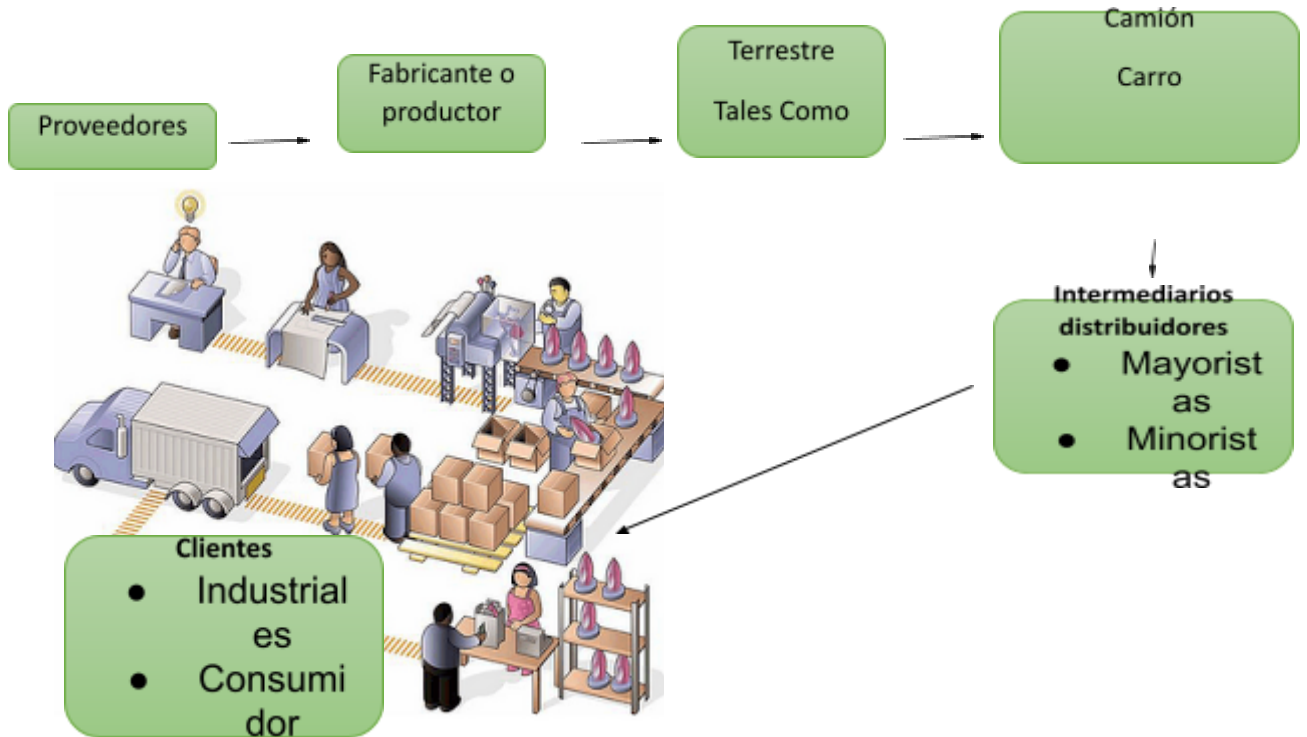 Proveedores
Fabricante o
productor
Terrestre
Tales Como
Camión
Carro
Intermediarios
distribuidores
● Mayorist
as
● Minorist
as
Clientes
● Industrial
es
● Consumi
dor